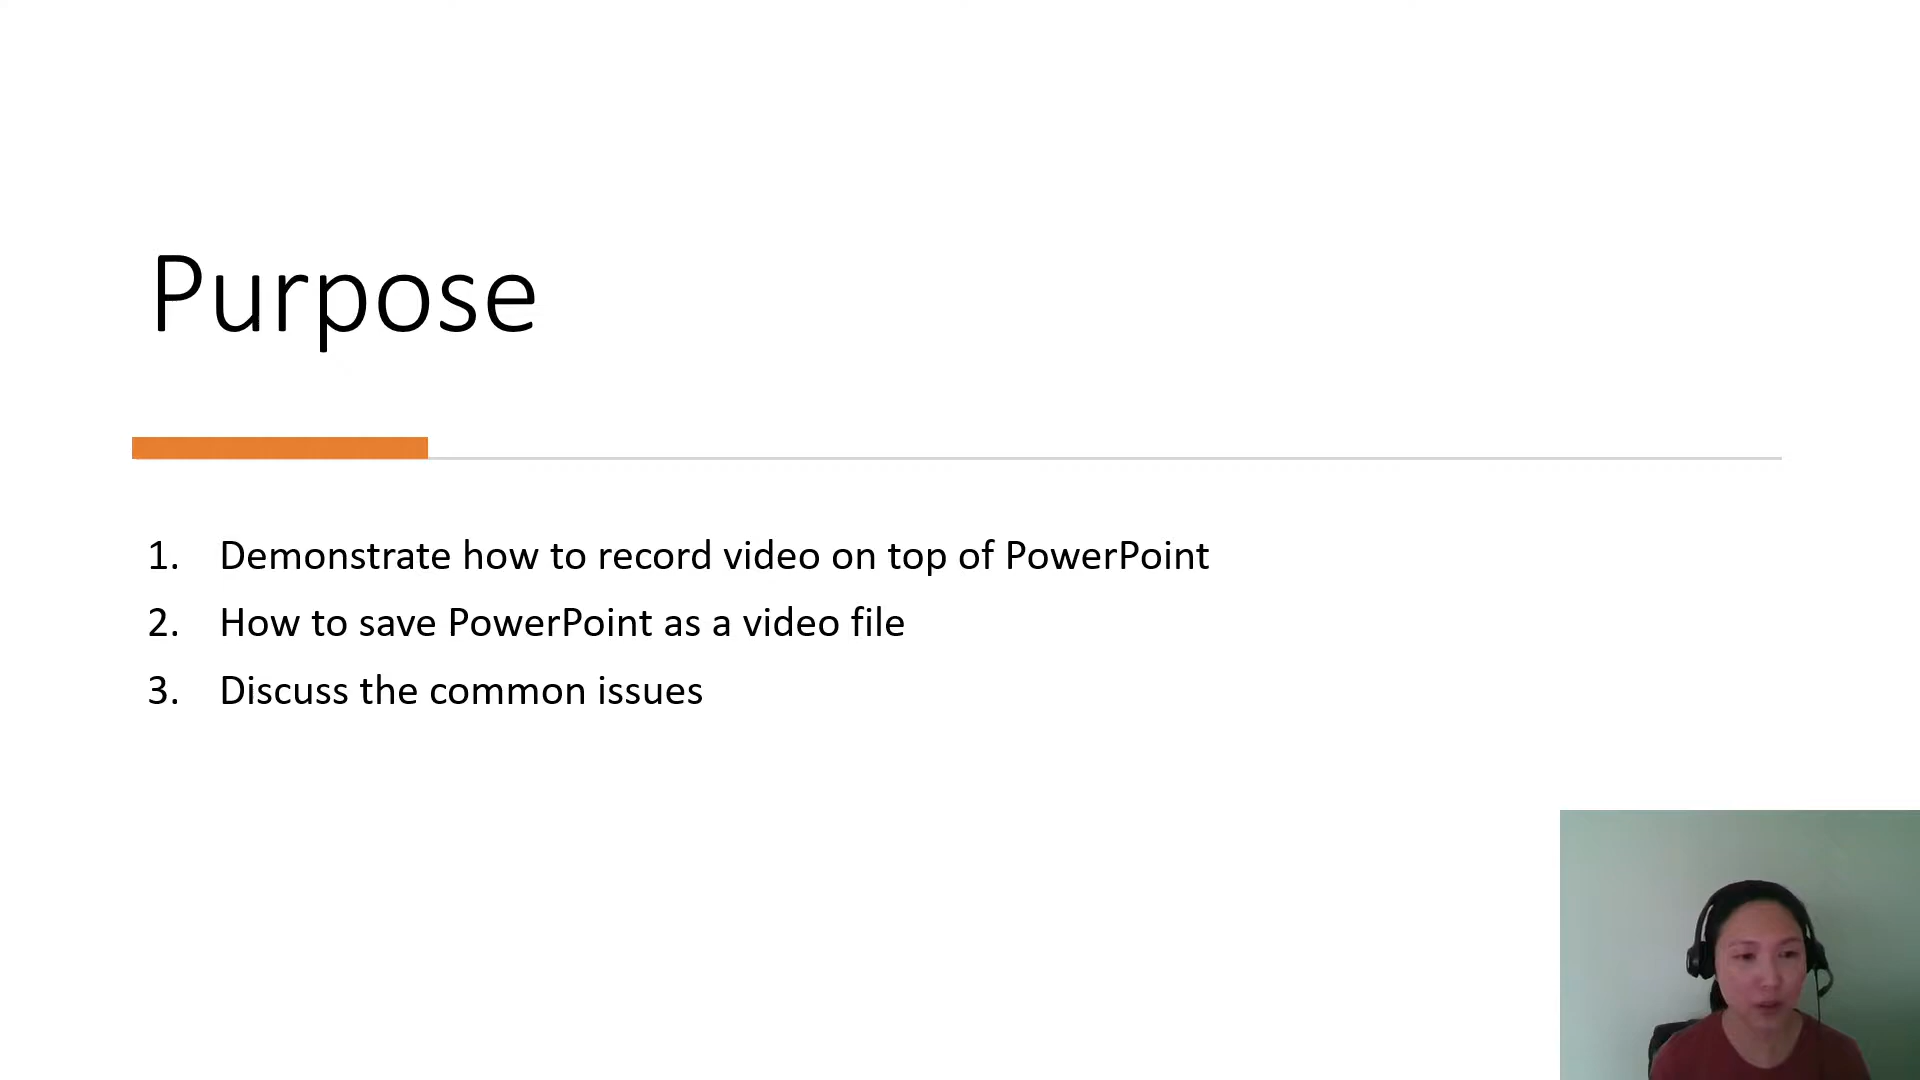 Purpose
1. Demonstrate how to record video on top of PowerPoint
2. How to save PowerPoint as a video file
3. Discuss the common issues